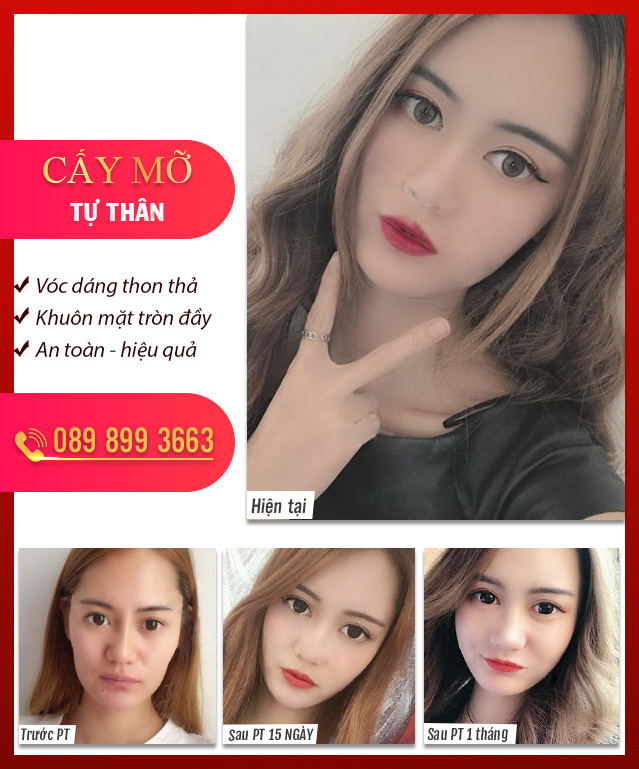 CẤY MỠ
TỰ THÂN
Vóc dáng thon thả
Khuôn mặt tròn đầy
An toàn - hiệu quả
089 899 3663
Hiện tại
Trước PT
Sau PT 15 NGÀY
Sau PT 1 tháng